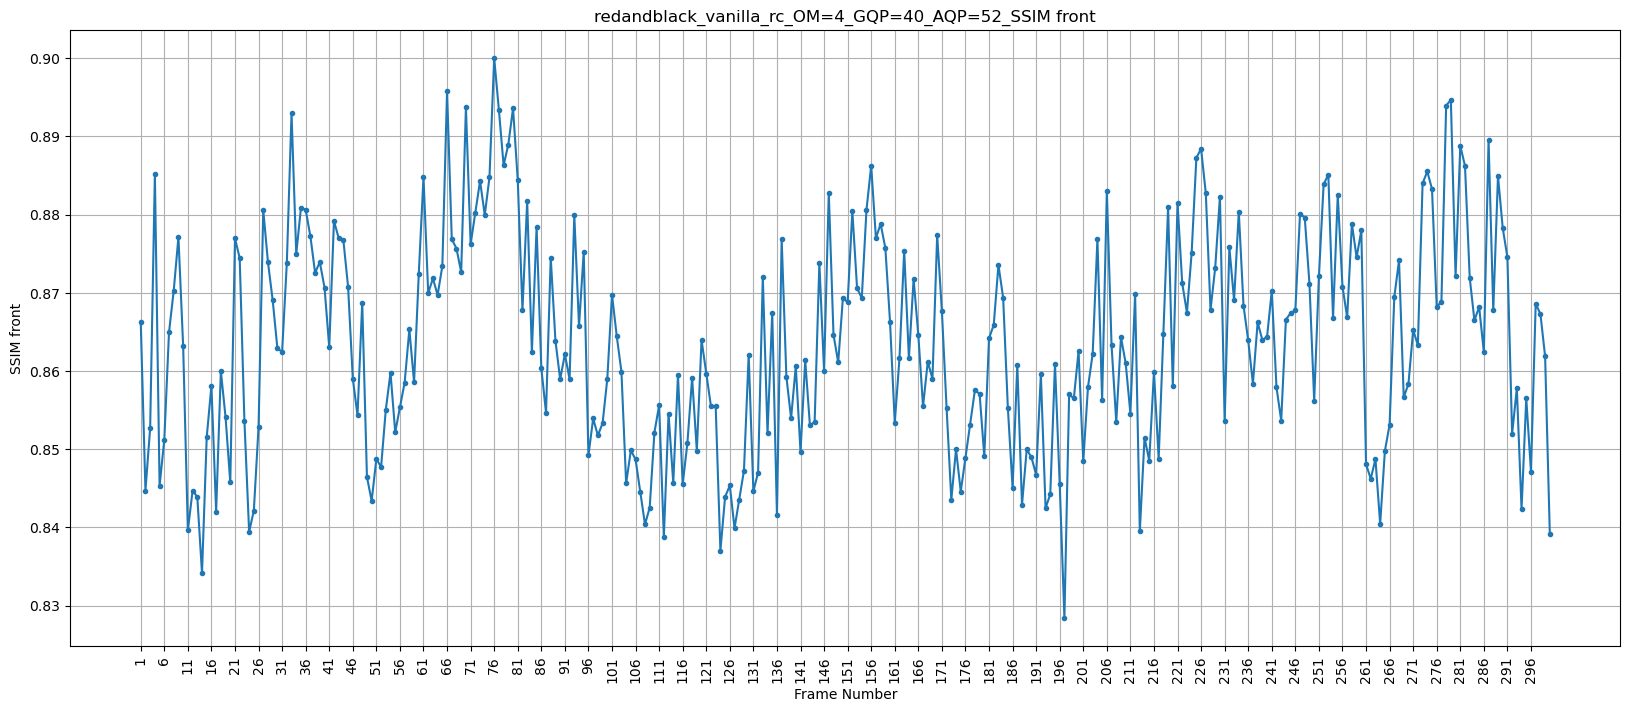 redandblack_vanilla_rc_OM=4_GQP=40_AQP=52_SSIM front
0.90
0.89
0.88
0.87
0.86
0.85
0.84
0.83
SSIM front
1 6 11 16 21 26 31 36 41 46 51 56 61 66 71 76 81 86 91 96 101 106 111 116 121 126 131 136 141 146 151 156 161 166 171 176 181 186 191 196 201 206 211 216 221 226 231 236 241 246 251 256 261 266 271 276 281 286 291 296
Frame Number